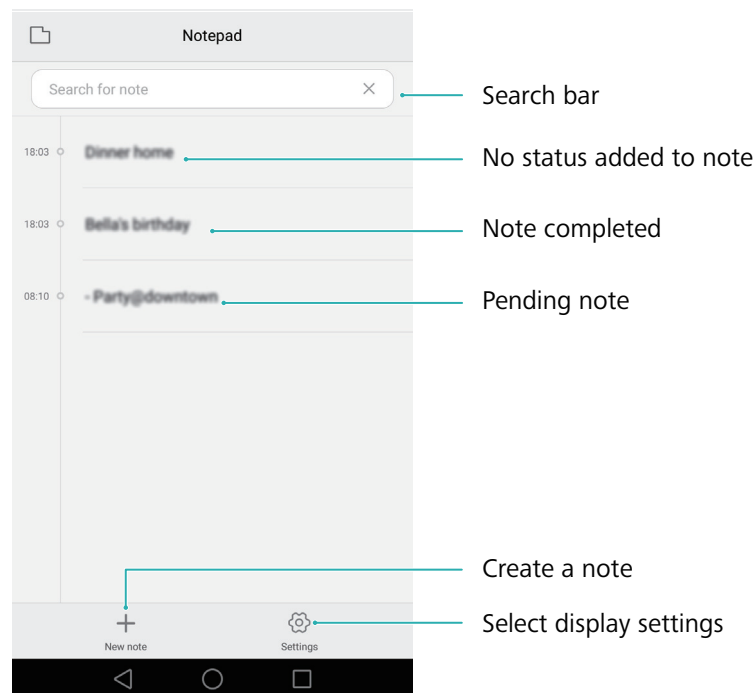 Notepad
Search for note
Search bar
18:03 Dinner home
No status added to note
18:03 Bella's birthday
Note completed
08:10 - Party@downtown
Pending note
Create a note
Select display settings
New note
Settings